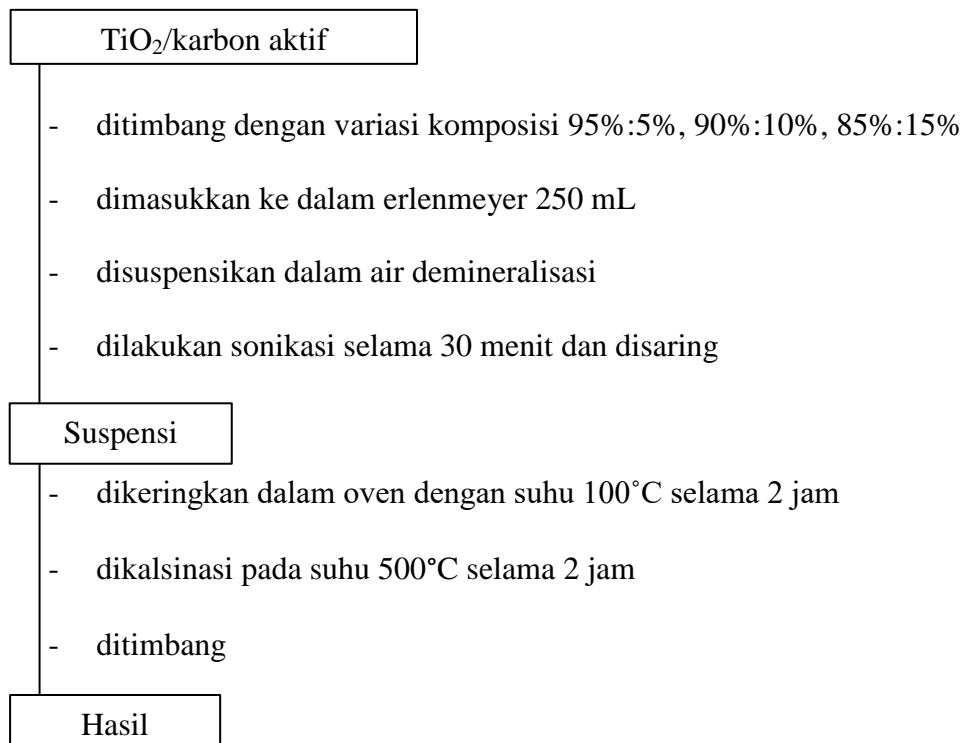 TiO₂/karbon aktif
- ditimbang dengan variasi komposisi 95%:5%, 90%:10%, 85%:15%
- dimasukkan ke dalam erlenmeyer 250 mL
- disuspensikan dalam air demineralisasi
- dilakukan sonikasi selama 30 menit dan disaring
Suspensi
- dikeringkan dalam oven dengan suhu 100˚C selama 2 jam
- dikalsinasi pada suhu 500°C selama 2 jam
- ditimbang
Hasil